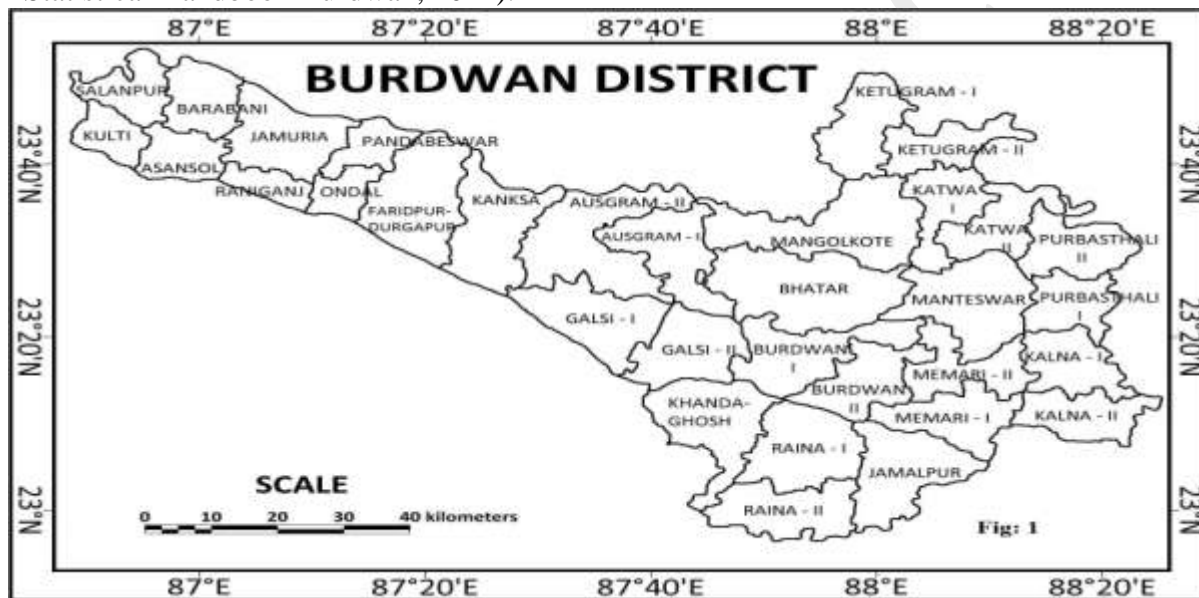 87°E 87°20'E 87°40'E 88°E 88°20'E
BURDWAN DISTRICT
KETUGRAM - I
SALANPUR
BARABANI
KULTI
JAMURIA
PANDABESWAR
KETUGRAM - II
23°40'N
23°40'N
ASANSOL
RANIGANJ
ONDAL
KANKSA
AUSGRAM - II
KATWA
I
FARIDPUR-
DURGAPUR
AUSGRAM - I
MANGOLKOTE
KATWA
II
PURBASTHALI
II
BHATAR
MANTESWAR
PURBASTHALI
I
GALSI - I
23°20'N
23°20'N
GALSI - II
BURDWAN
I
KALNA - I
MEMARI - II
BURDWAN
II
KHANDA-
GHOSH
MEMARI - I
KALNA - II
RAINA - I
JAMALPUR
SCALE
0 10 20 30 40 kilometers
RAINA - II
23°N
23°N
Fig: 1
87°E 87°20'E 87°40'E 88°E 88°20'E